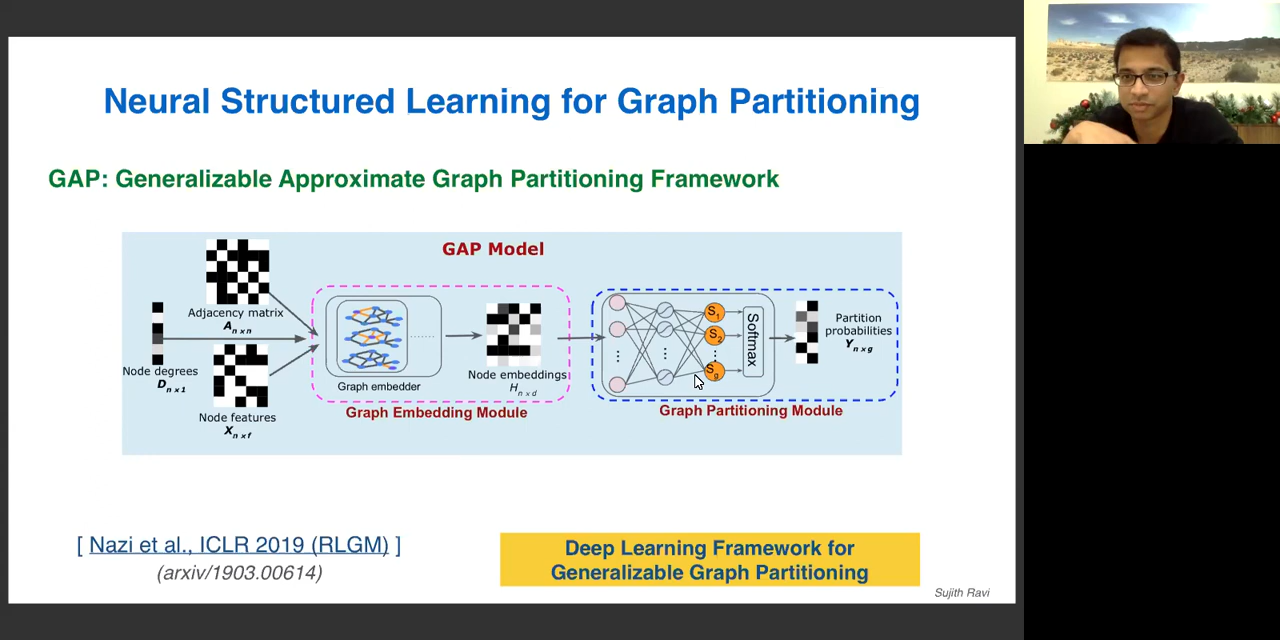 Neural Structured Learning for Graph Partitioning
GAP: Generalizable Approximate Graph Partitioning Framework
GAP Model
Adjacency matrix
A n x n
Node degrees
D n x 1
Node features
X n x f
Graph embedder
Node embeddings
H n x d
Graph Embedding Module
S1
S2
Sg
Softmax
Partition
probabilities
Y n x g
Graph Partitioning Module
[ Nazi et al., ICLR 2019 (RLGM) ]
(arxiv/1903.00614)
Deep Learning Framework for
Generalizable Graph Partitioning
Sujith Ravi